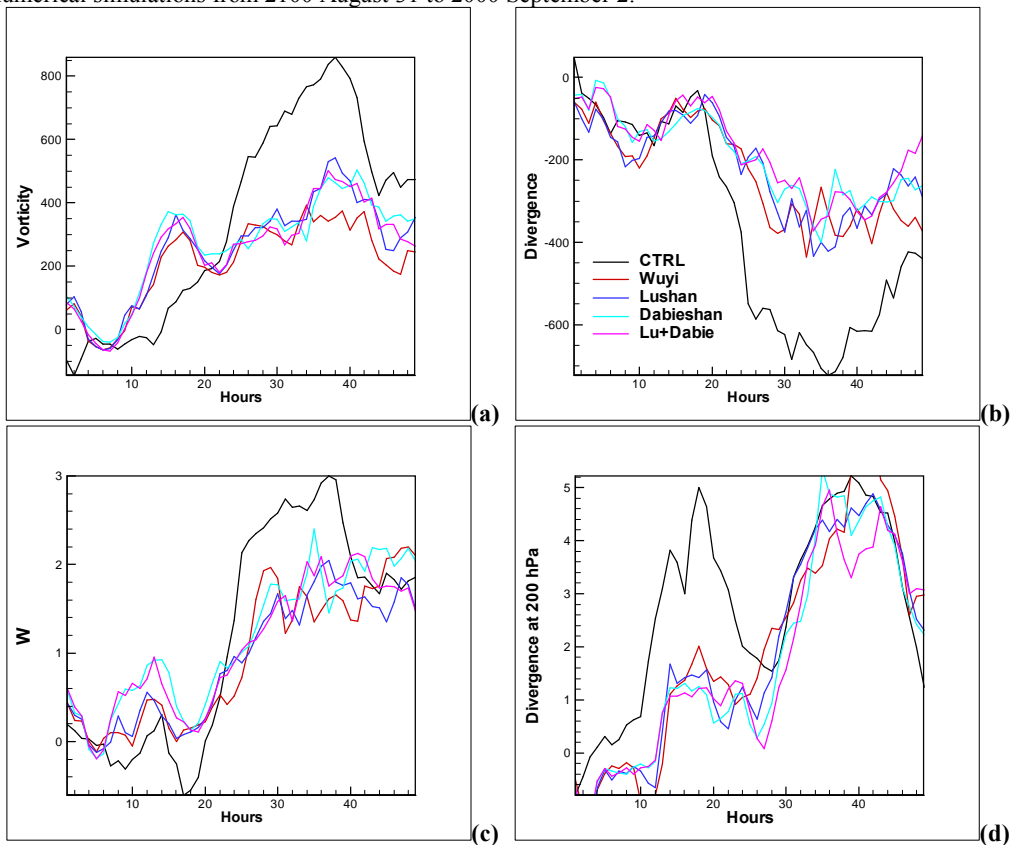 numerical simulations from 2100 August 31 to 2000 September 2.
800
600
400
200
0
Vorticity
10 20 30 40
Hours
(a)
0
-200
-400
-600
Divergence
CTRL
Wuyi
Lushan
Dabieshan
Lu+Dabie
10 20 30 40
Hours
(b)
3
2
1
0
W
10 20 30 40
Hours
(c)
5
4
3
2
1
0
Divergence at 200 hPa
10 20 30 40
Hours
(d)